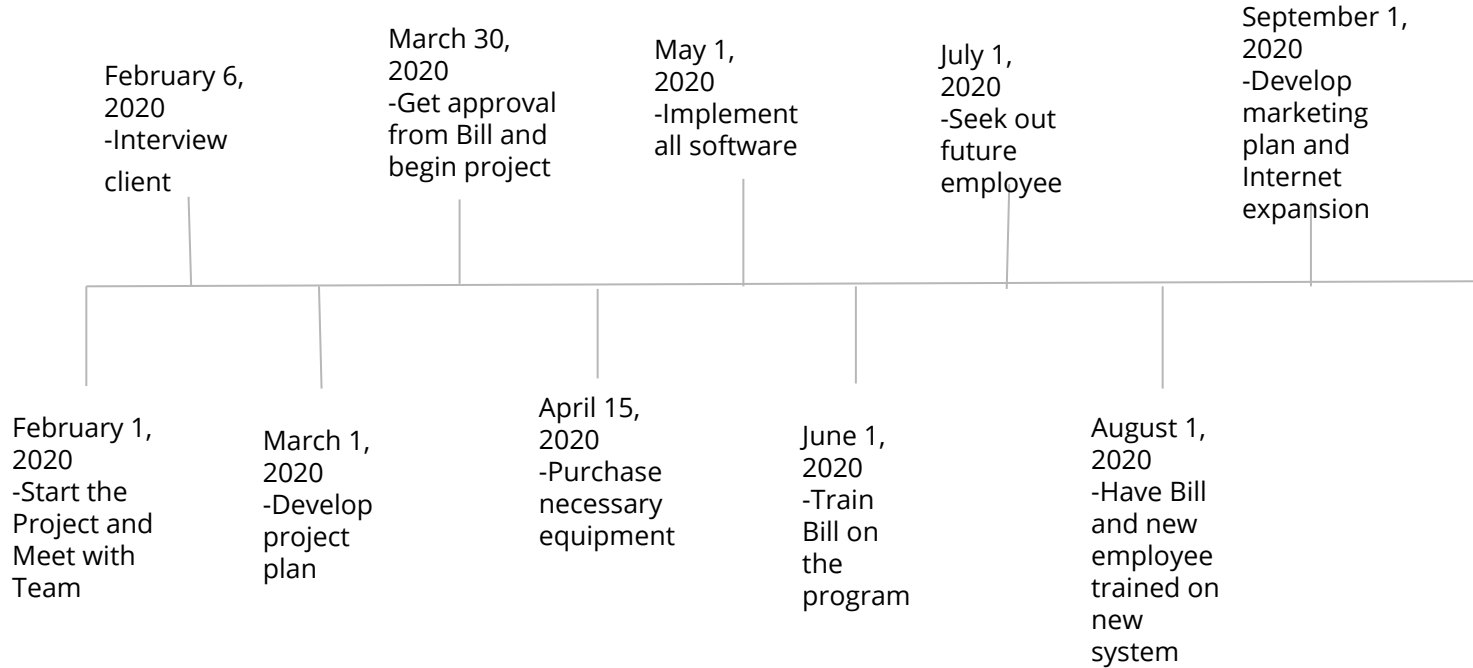 February 1,
2020
-Start the
Project and
Meet with
Team
February 6,
2020
-Interview
client
March 1,
2020
-Develop
project
plan
March 30,
2020
-Get approval
from Bill and
begin project
April 15,
2020
-Purchase
necessary
equipment
May 1,
2020
-Implement
all software
June 1,
2020
-Train
Bill on
the
program
July 1,
2020
-Seek out
future
employee
August 1,
2020
-Have Bill
and new
employee
trained on
new
system
September 1,
2020
-Develop
marketing
plan and
Internet
expansion